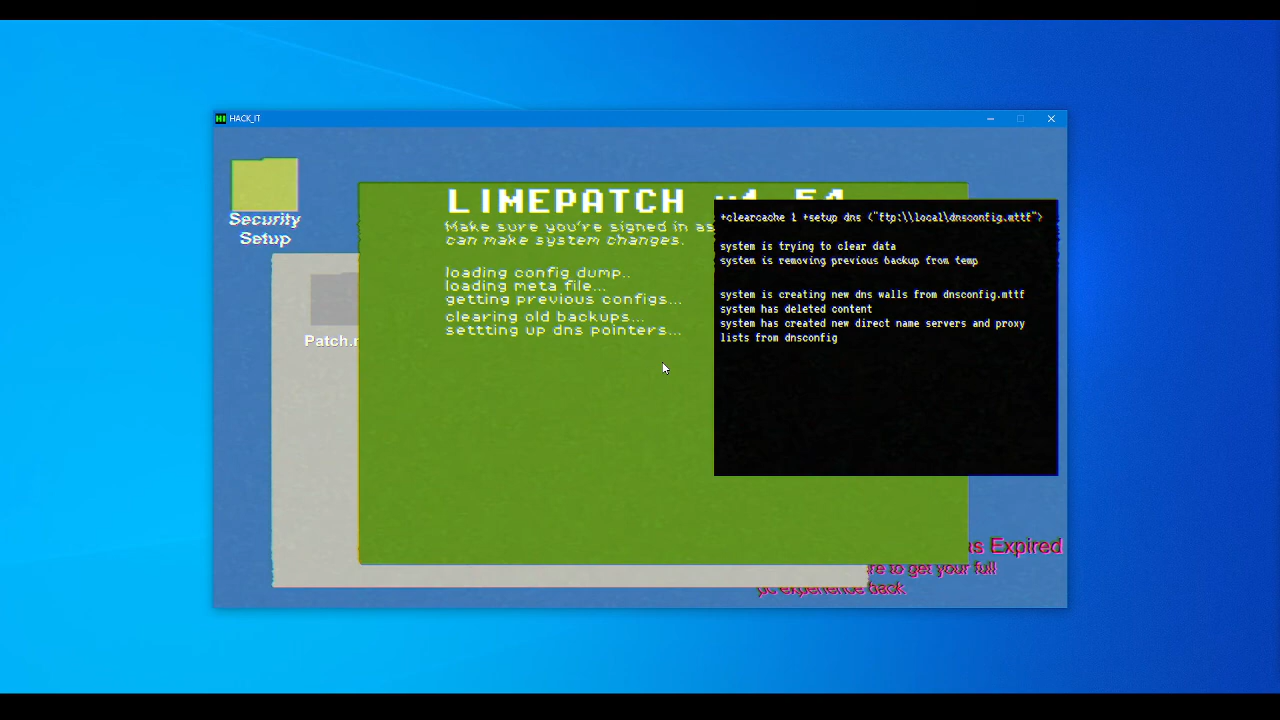 HI HACK_IT
Security
Setup
Patch.
LIMEPATCH
Make sure you're signed in as
can make system changes.
loading config dump..
loading meta file...
getting previous configs...
clearing old backups...
settting up dns pointers...
+clearcache 1 +setup dns ("ftp:\\local\dnsconfig.mttf")
system is trying to clear data
system is removing previous backup from temp
system is creating new dns walls from dnsconfig.mttf
system has deleted content
system has created new direct name servers and proxy
lists from dnsconfig
Expired
to get your full
pc experience back.